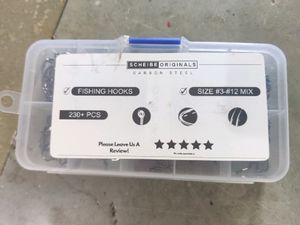 SCHEIBE ORIGINALS
CARBON STEEL
FISHING HOOKS
SIZE #3-#12 MIX
230+ PCS
Please Leave Us A
Review!